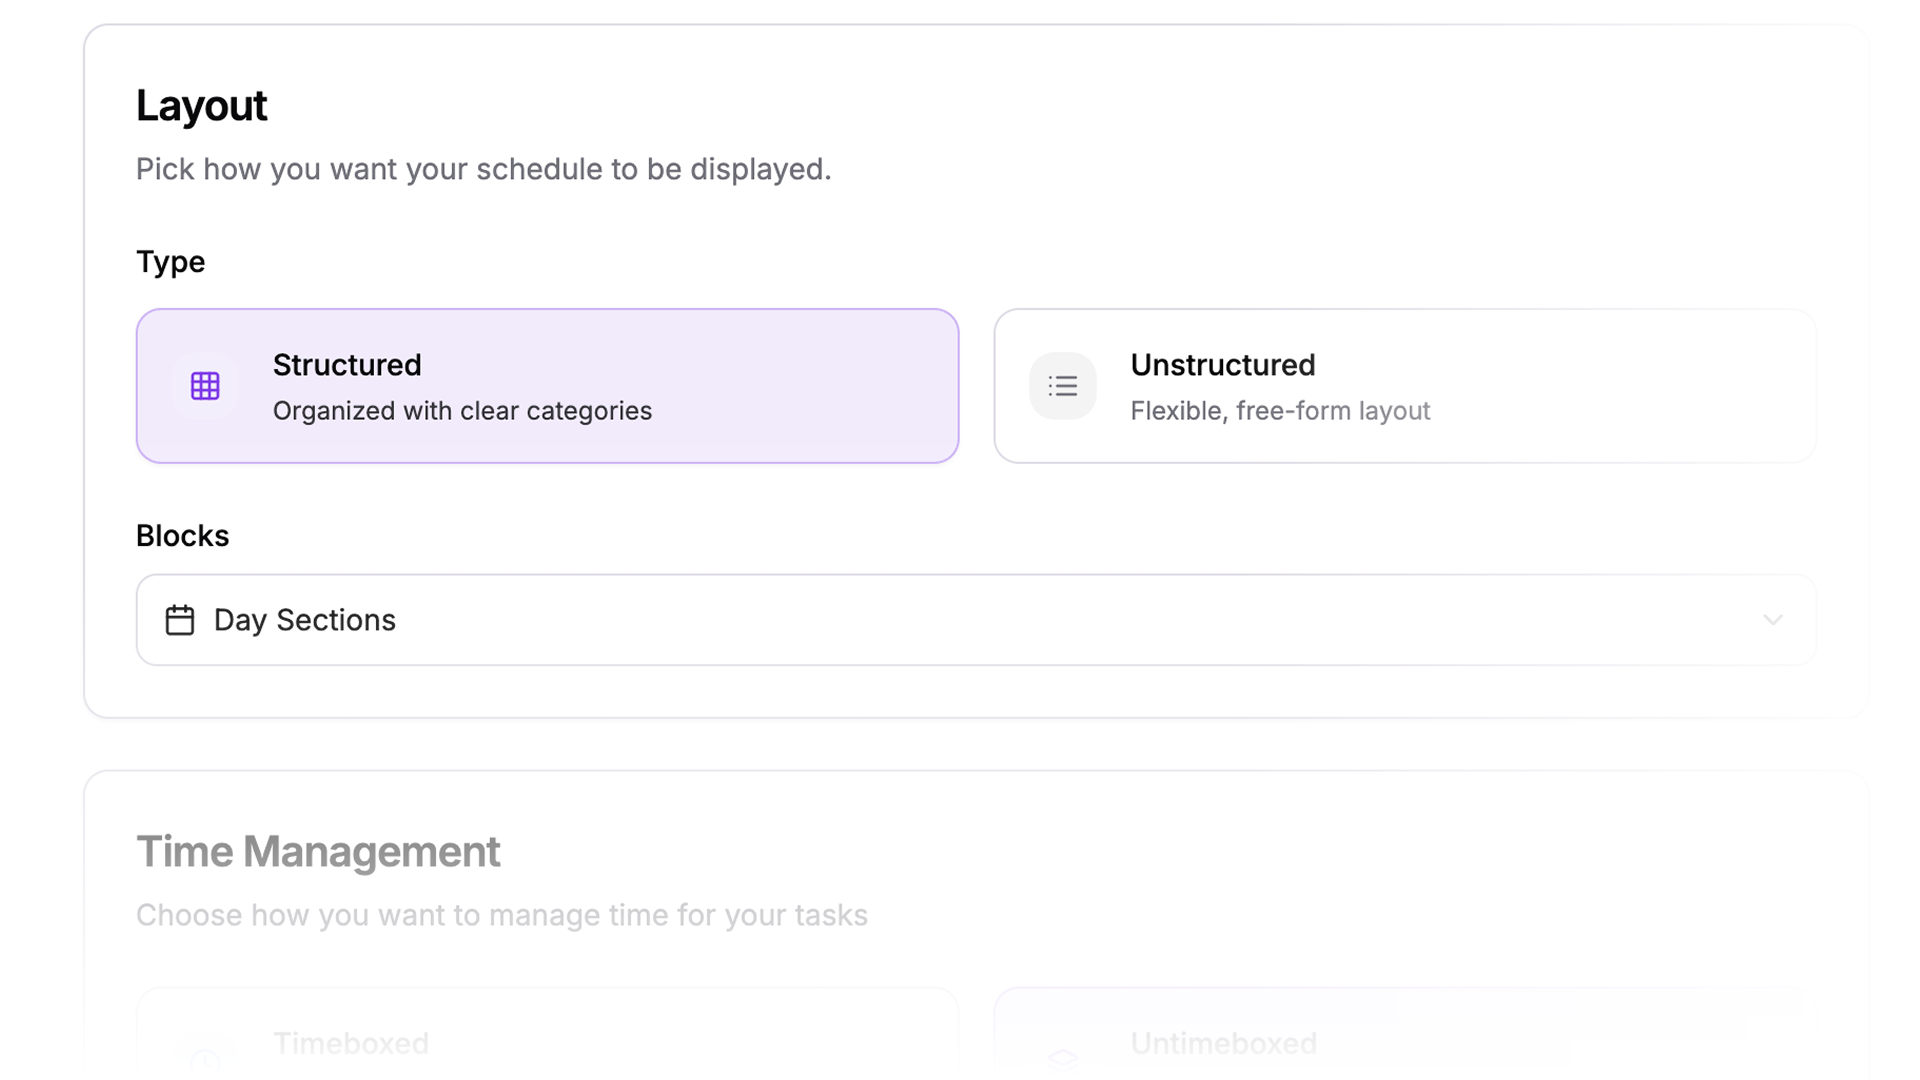 Layout
Pick how you want your schedule to be displayed.
Type
Structured
Organized with clear categories
Unstructured
Flexible, free-form layout
Blocks
Day Sections
Time Management
Choose how you want to manage time for your tasks
Timeboxed
Untimeboxed